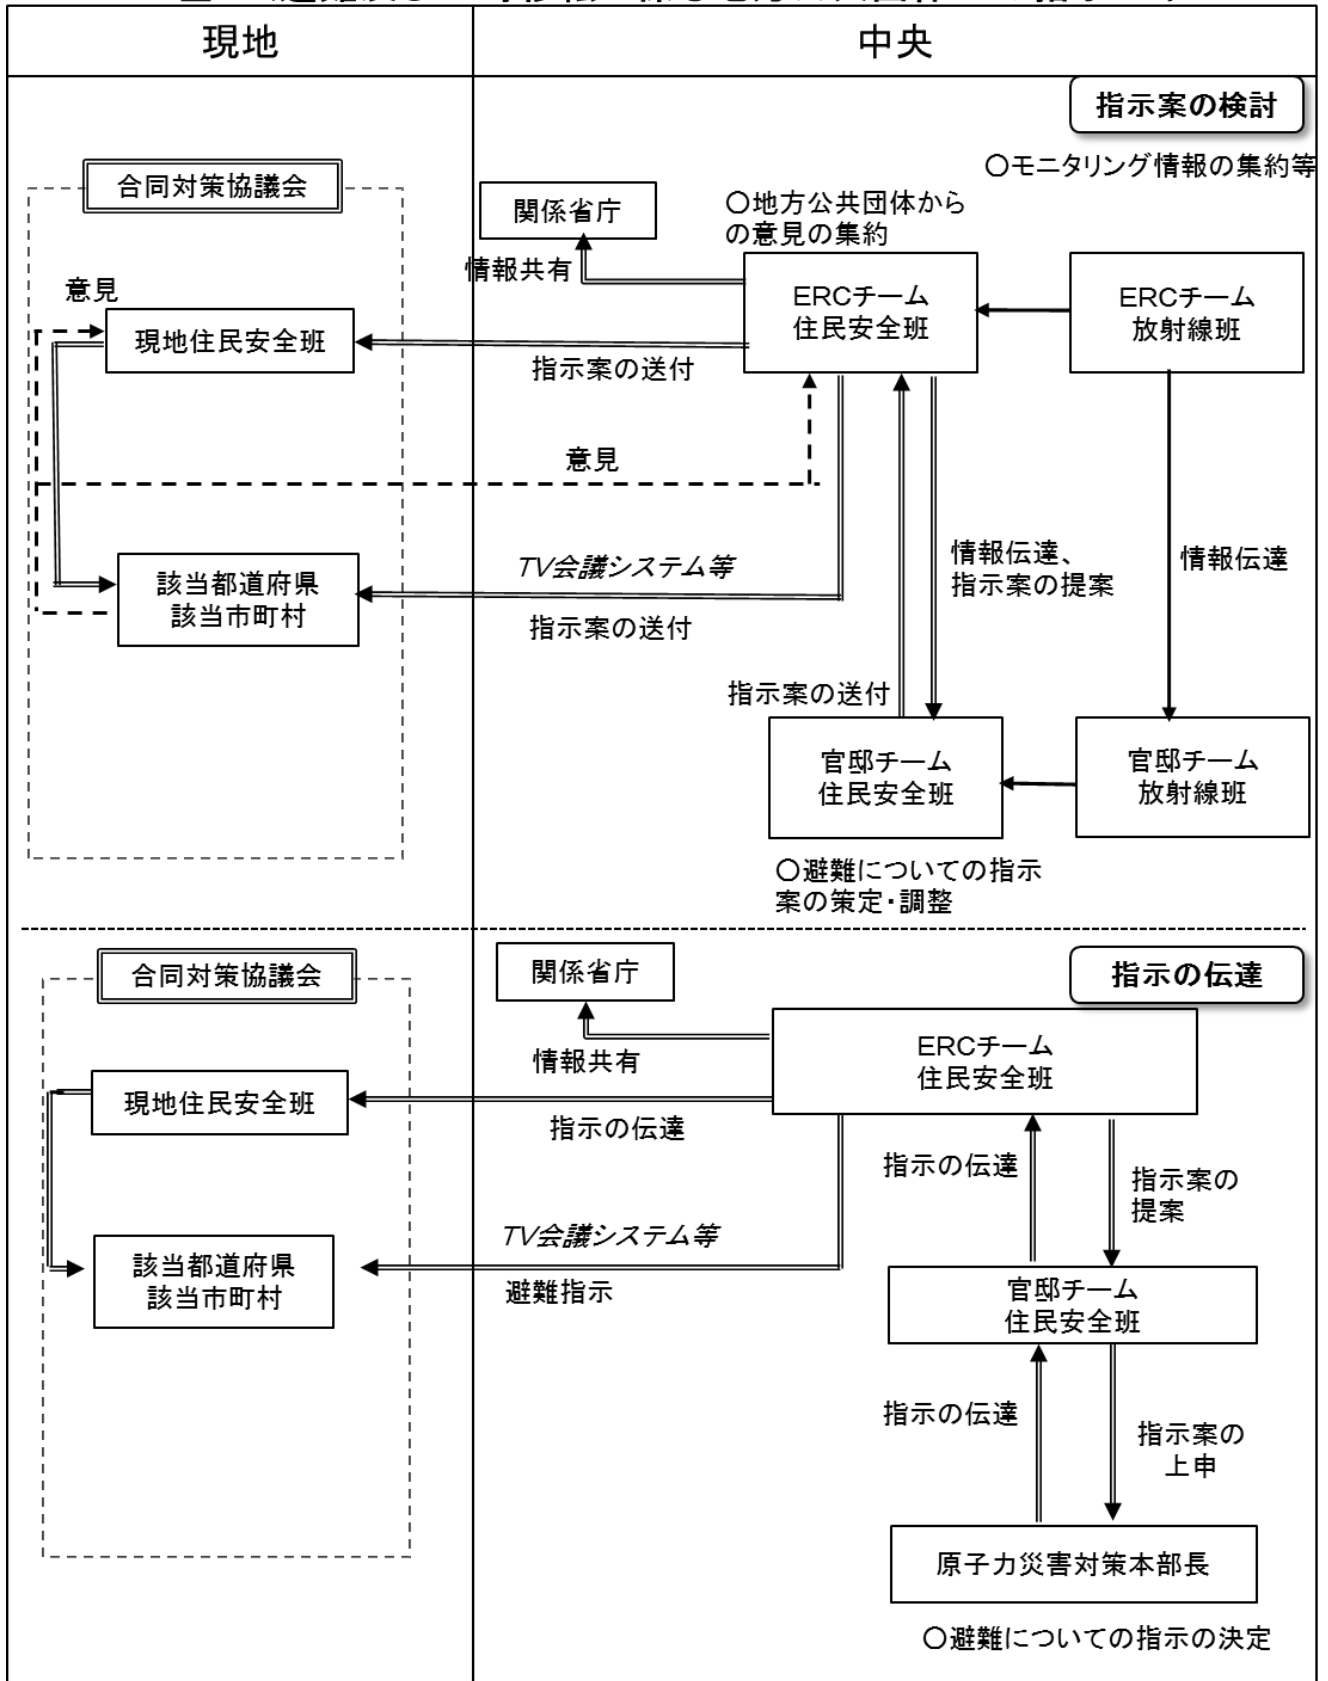 現地
中央
指示案の検討
○モニタリング情報の集約等
合同対策協議会
関係省庁
○地方公共団体から
の意見の集約
情報共有
意見
現地住民安全班
ERCチーム
住民安全班
ERCチーム
放射線班
指示案の送付
意見
TV会議システム等
情報伝達、
指示案の提案
情報伝達
該当都道府県
該当市町村
指示案の送付
指示案の送付
官邸チーム
住民安全班
官邸チーム
放射線班
○避難についての指示
案の策定・調整
合同対策協議会
関係省庁
指示の伝達
情報共有
ERCチーム
住民安全班
現地住民安全班
指示の伝達
指示の伝達
指示案の
提案
TV会議システム等
該当都道府県
該当市町村
避難指示
官邸チーム
住民安全班
指示の伝達
指示案の
上申
原子力災害対策本部長
○避難についての指示の決定